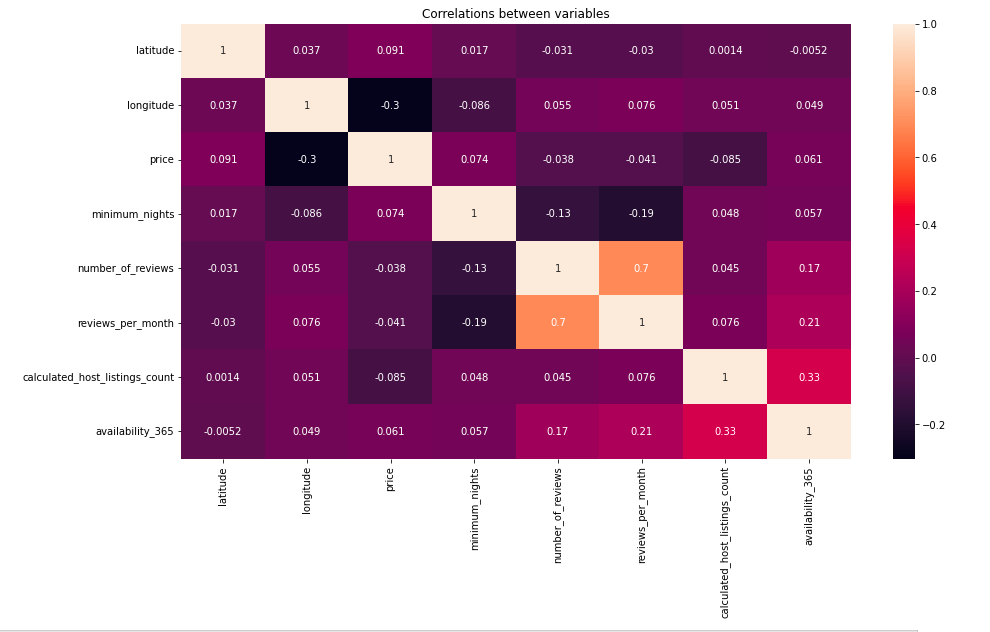 Correlations between variables
latitude 1 0.037 0.091 0.017 -0.031 -0.03 0.0014 -0.0052
longitude 0.037 1 -0.3 -0.086 0.055 0.076 0.051 0.049
price 0.091 -0.3 1 0.074 -0.038 -0.041 -0.085 0.061
minimum_nights 0.017 -0.086 0.074 1 -0.13 -0.19 0.048 0.057
number_of_reviews -0.031 0.055 -0.038 -0.13 1 0.7 0.045 0.17
reviews_per_month -0.03 0.076 -0.041 -0.19 0.7 1 0.076 0.21
calculated_host_listings_count 0.0014 0.051 -0.085 0.048 0.045 0.076 1 0.33
availability_365 -0.0052 0.049 0.061 0.057 0.17 0.21 0.33 1
latitude
longitude
price
minimum_nights
number_of_reviews
reviews_per_month
calculated_host_listings_count
availability_365
1.0
0.8
0.6
0.4
0.2
0.0
−0.2